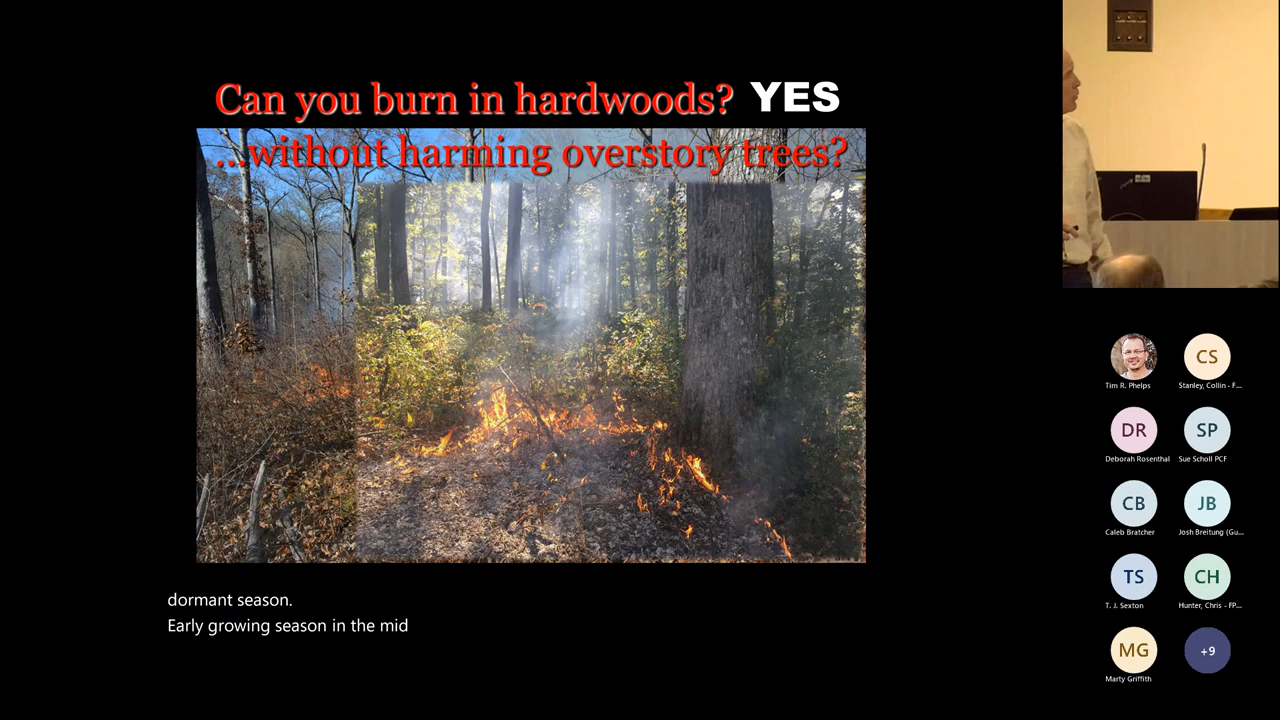 Can you burn in hardwoods? YES
...without harming overstory trees?
dormant season.
Early growing season in the mid
Tim R. Phelps
CS
Stanley, Collin - F...
DR
Deborah Rosenthal
SP
Sue Scholl PCF
CB
Caleb Bratcher
JB
Josh Breitung (Gu...
TS
T. J. Sexton
CH
Hunter, Chris - FP...
MG
Marty Griffith
+9